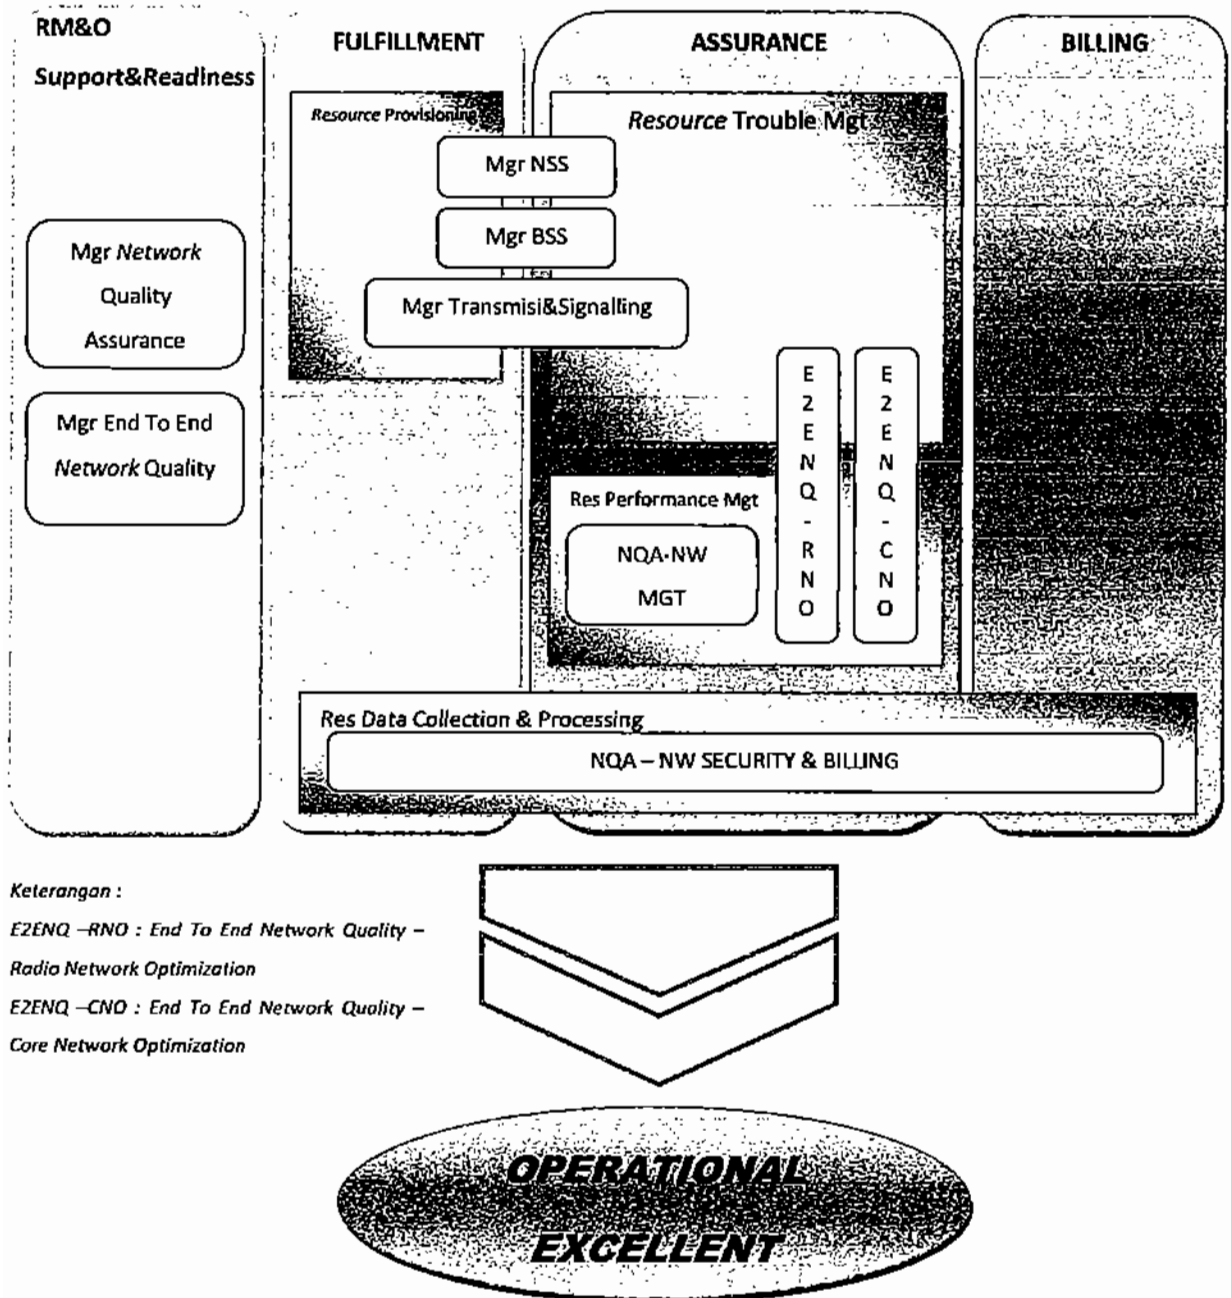 RM&O
Support&Readiness
FULFILLMENT
ASSURANCE
BILLING
Resource Provisioning
Resource Trouble Mgt
Mgr NSS
Mgr BSS
Mgr Transmisi&Signalling
Mgr Network
Quality
Assurance
Mgr End To End
Network Quality
E
2
E
N
Q
-
R
N
O
E
2
E
N
Q
-
C
N
O
Res Performance Mgt
NQA-NW
MGT
Res Data Collection & Processing
NQA – NW SECURITY & BILLING
Keterangan :
E2ENQ –RNO : End To End Network Quality –
Radio Network Optimization
E2ENQ –CNO : End To End Network Quality –
Core Network Optimization
OPERATIONAL
EXCELLENT